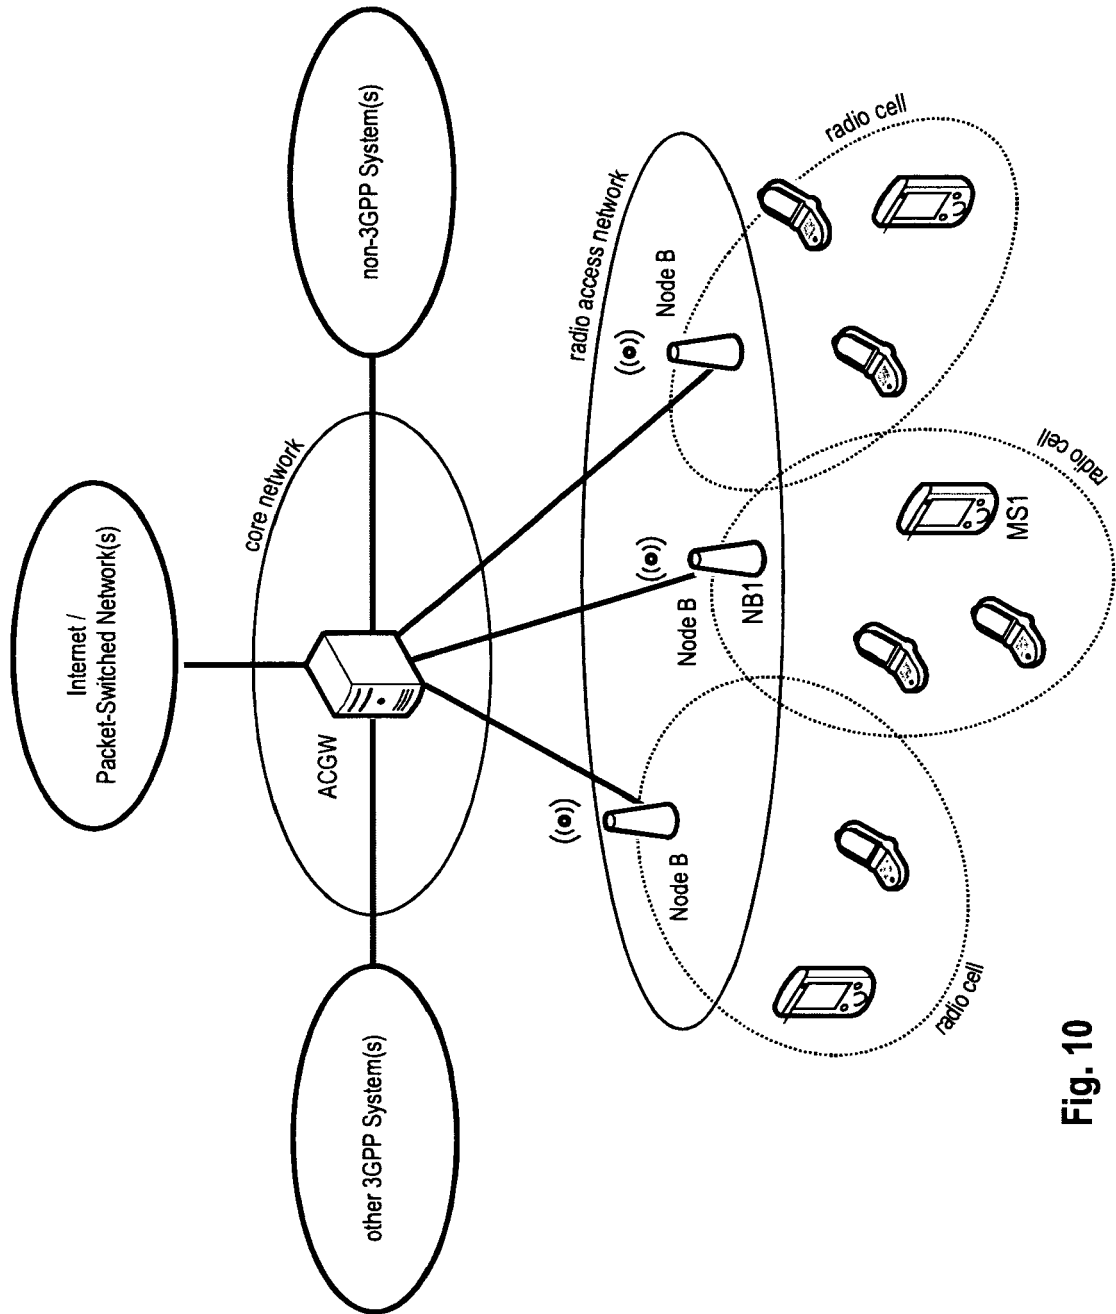 Internet /
Packet-Switched Network(s)
other 3GPP System(s)
ACGW
core network
non-3GPP System(s)
radio access network
Node B
Node B
NB1
Node B
radio cell
MS1
radio cell
radio cell
Fig. 10